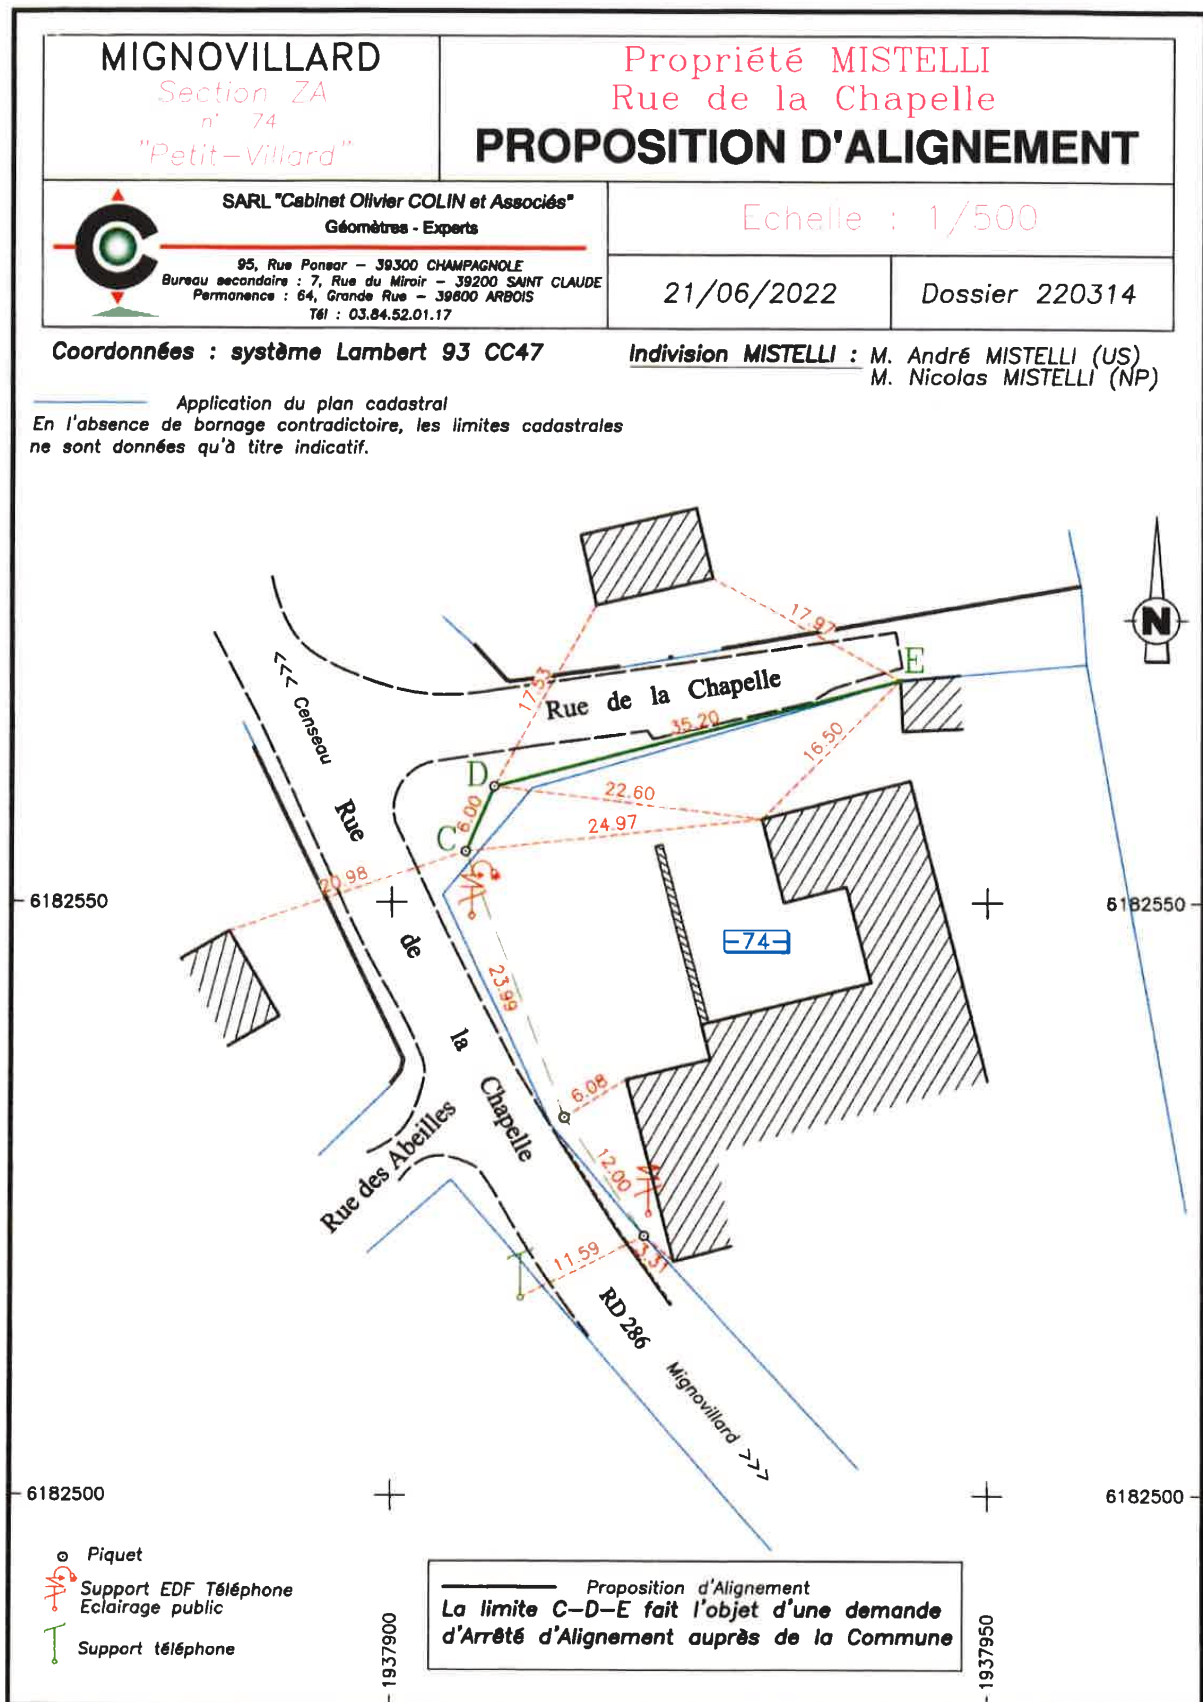 MIGNOVILLARD
Section ZA
n° 74
"Petit-Villard"
Propriété MISTELLI
Rue de la Chapelle
PROPOSITION D'ALIGNEMENT
SARL "Cabinet Olivier COLIN et Associés"
Géomètres - Experts
95, Rue Ponsar - 39300 CHAMPAGNOLE
Bureau secondaire : 7, Rue du Miroir - 39200 SAINT CLAUDE
Permanence : 64, Grande Rue - 39600 ARBOIS
Tél : 03.84.52.01.17
Echelle : 1/500
21/06/2022
Dossier 220314
Coordonnées : système Lambert 93 CC47
Indivision MISTELLI : M. André MISTELLI (US)
M. Nicolas MISTELLI (NP)
Application du plan cadastral
En l'absence de bornage contradictoire, les limites cadastrales
ne sont données qu'à titre indicatif.
N
17.97
17.53
E
Rue de la Chapelle
35.20
<<< Censeau
16.50
D
22.60
6.00
24.97
C
Rue de la Chapelle
20.98
6182550
6182550
-74-
23.99
6.08
Rue des Abeilles
12.00
11.59
3.31
RD 286
Mignovillard >>>
6182500
6182500
Piquet
Support EDF Téléphone
Eclairage public
Support téléphone
Proposition d'Alignement
La limite C-D-E fait l'objet d'une demande
d'Arrêté d'Alignement auprès de la Commune
1937900
1937950